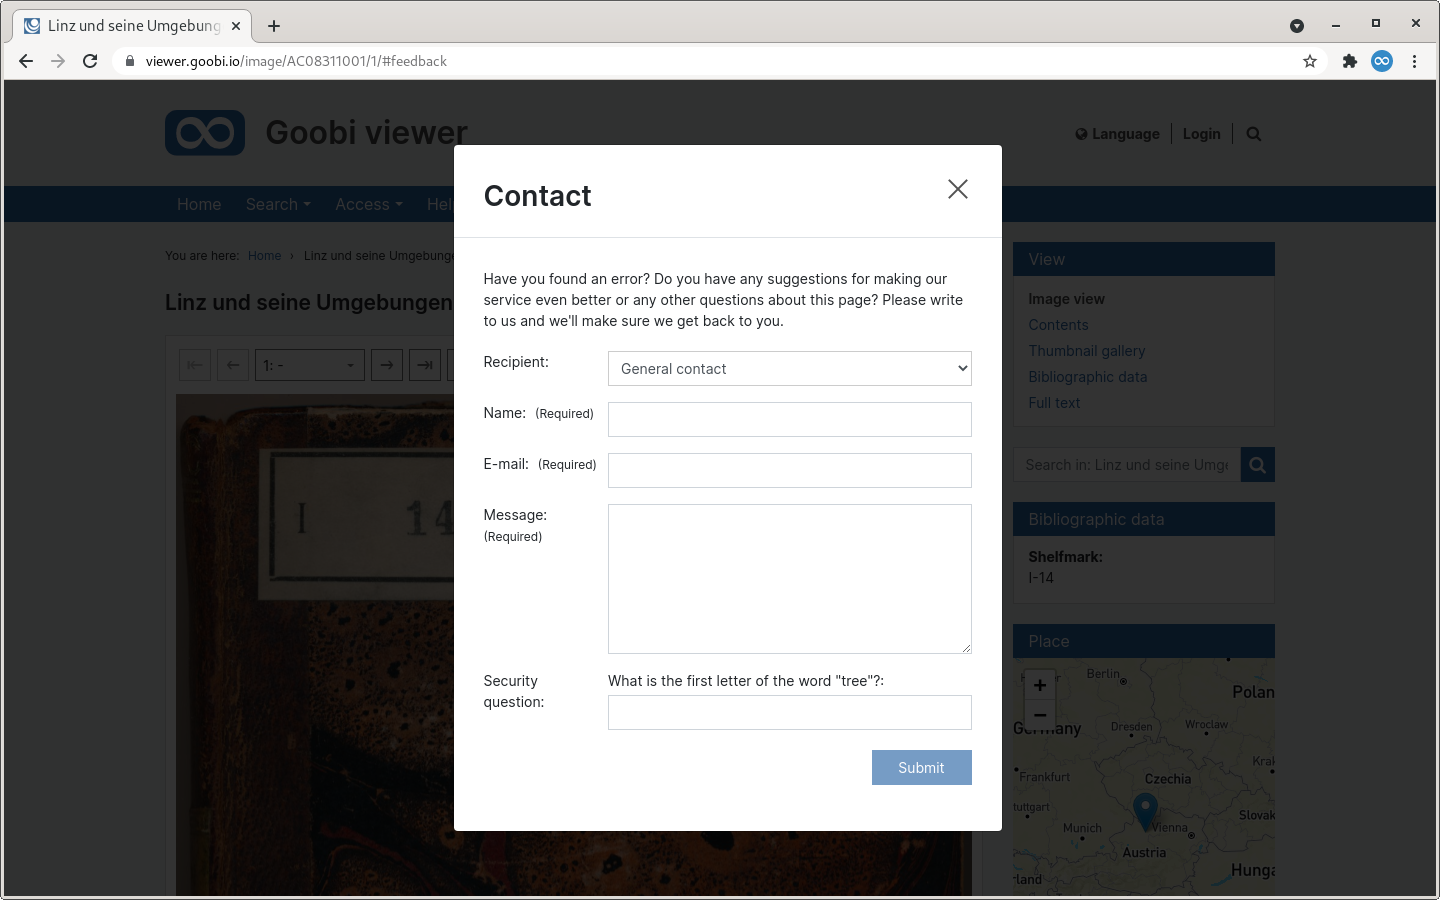 Linz und seine Umgebung
viewer.goobi.io/image/AC08311001/1/#feedback
Goobi viewer
Language
Login
Home
Search
Access
You are here: Home › Linz und seine Umgebunge
Linz und seine Umgebungen
1: -
I 14
Contact
Have you found an error? Do you have any suggestions for making our
service even better or any other questions about this page? Please write
to us and we'll make sure we get back to you.
Recipient:
General contact
Name: (Required)
E-mail: (Required)
Message:
(Required)
Security
question:
What is the first letter of the word "tree"?:
Submit
View
Image view
Contents
Thumbnail gallery
Bibliographic data
Full text
Search in: Linz und seine Umge
Bibliographic data
Shelfmark:
I-14
Place
+
−
Berlin
Polan
Germany
Dresden
Wroclaw
Krak
Frankfurt
Czechia
tuttgart
Slovak
Munich
Vienna
Austria
Hunga
rland